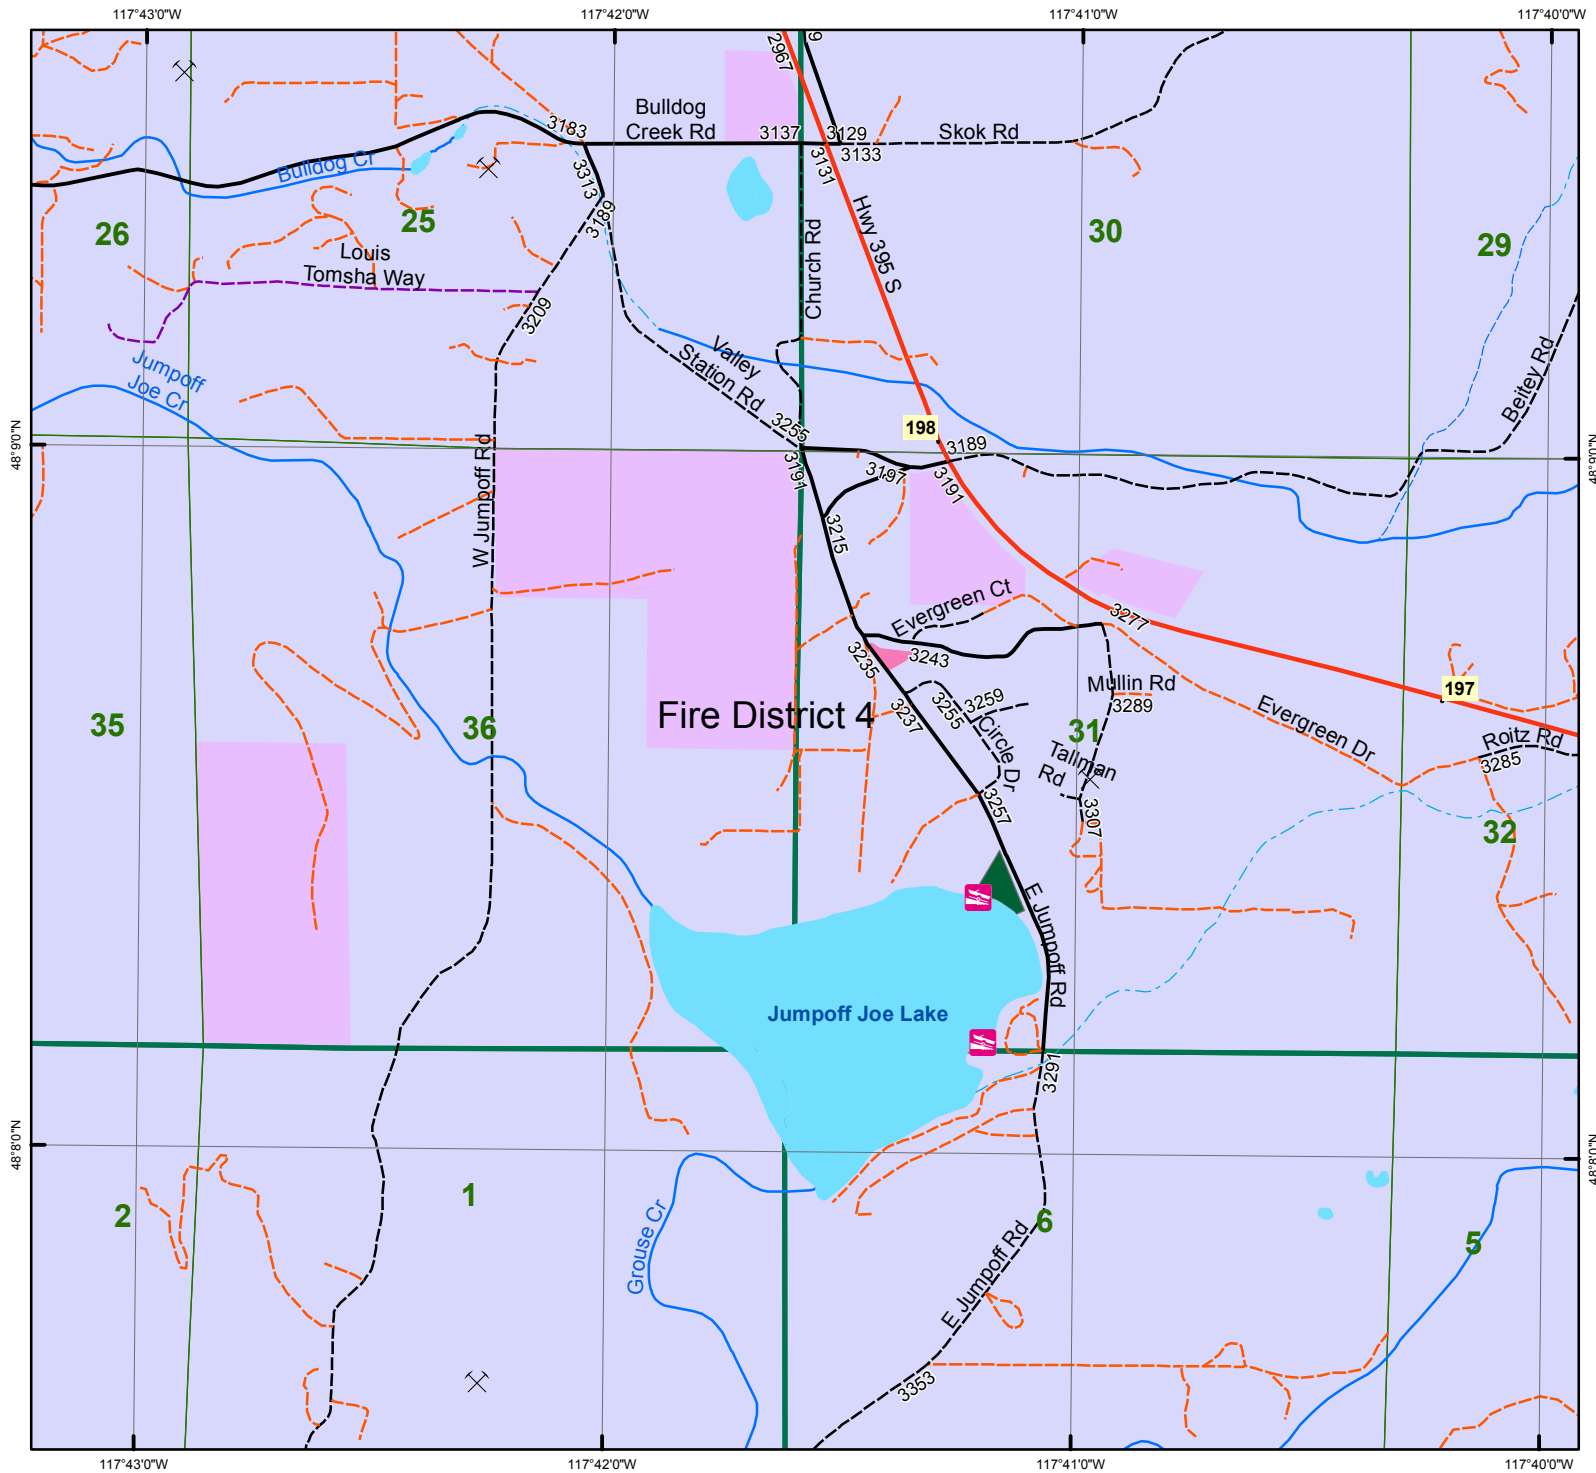 117°43'0"W
117°42'0"W
117°41'0"W
117°40'0"W
2967
Bulldog
Creek Rd
3183
3137
3129
3133
Skok Rd
3131
Bulldog Cr
3313
3189
26
25
30
29
Louis
Tomsha Way
Church Rd
Hwy 395 S
3209
Jumpoff
Joe Cr
Valley
Station Rd
Beitey Rd
48°9'0"N
3255
198
3189
48°9'0"N
W Jumpoff Rd
3191
3197
3191
3215
Evergreen Ct
3277
3235
3243
Mullin Rd
3289
197
35
36
Fire District 4
3237
3255
3259
Circle Dr
31
Tallman
Rd
Evergreen Dr
Roitz Rd
3285
3257
3307
32
E Jumpoff Rd
Jumpoff Joe Lake
3291
48°8'0"N
48°8'0"N
2
1
6
5
Grouse Cr
E Jumpoff Rd
3353
117°43'0"W
117°42'0"W
117°41'0"W
117°40'0"W